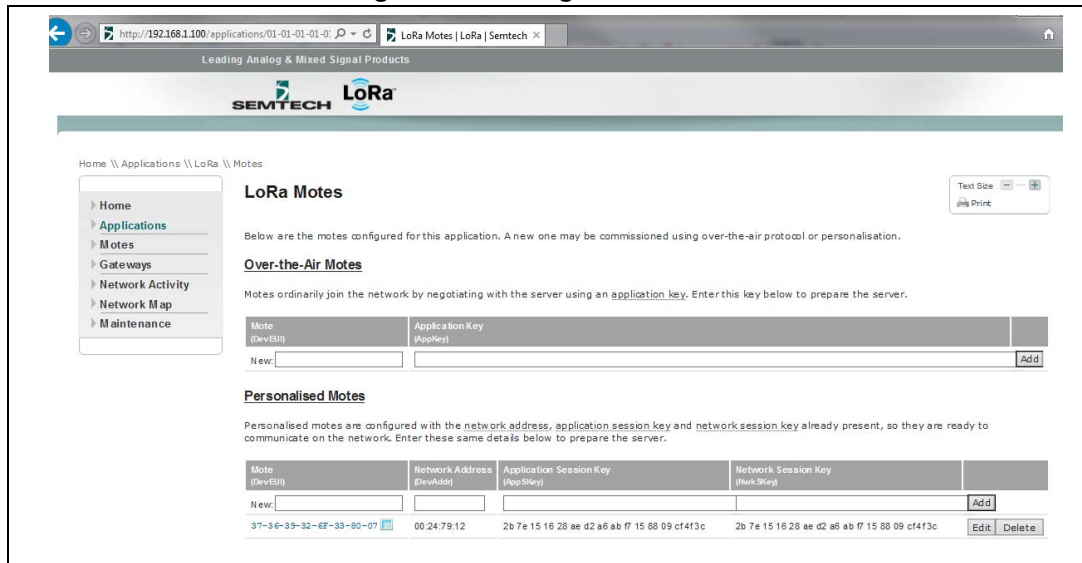 http://192.168.1.100/applications/01-01-01-01-0:
LoRa Motes | LoRa | Semtech
Leading Analog & Mixed Signal Products
SEMTECH LoRa
Home \\ Applications \\ LoRa \\ Motes
Home
Applications
Motes
Gateways
Network Activity
Network Map
Maintenance
LoRa Motes
Text Size
Print
Below are the motes configured for this application. A new one may be commissioned using over-the-air protocol or personalisation.
Over-the-Air Motes
Motes ordinarily join the network by negotiating with the server using an application key. Enter this key below to prepare the server.
Mote Application Key
(DevEUI) (AppKey)
New: Add
Personalised Motes
Personalised motes are configured with the network address, application session key and network session key already present, so they are ready to
communicate on the network. Enter these same details below to prepare the server.
Mote Network Address Application Session Key Network Session Key
(DevEUI) (DevAddr) (AppSKey) (NwkSKey)
New: Add
37-36-39-32-6F-33-80-07 00:24:79:12 2b 7e 15 16 28 ae d2 a6 ab f7 15 88 09 cf 4f 3c 2b 7e 15 16 28 ae d2 a6 ab f7 15 88 09 cf 4f 3c Edit Delete